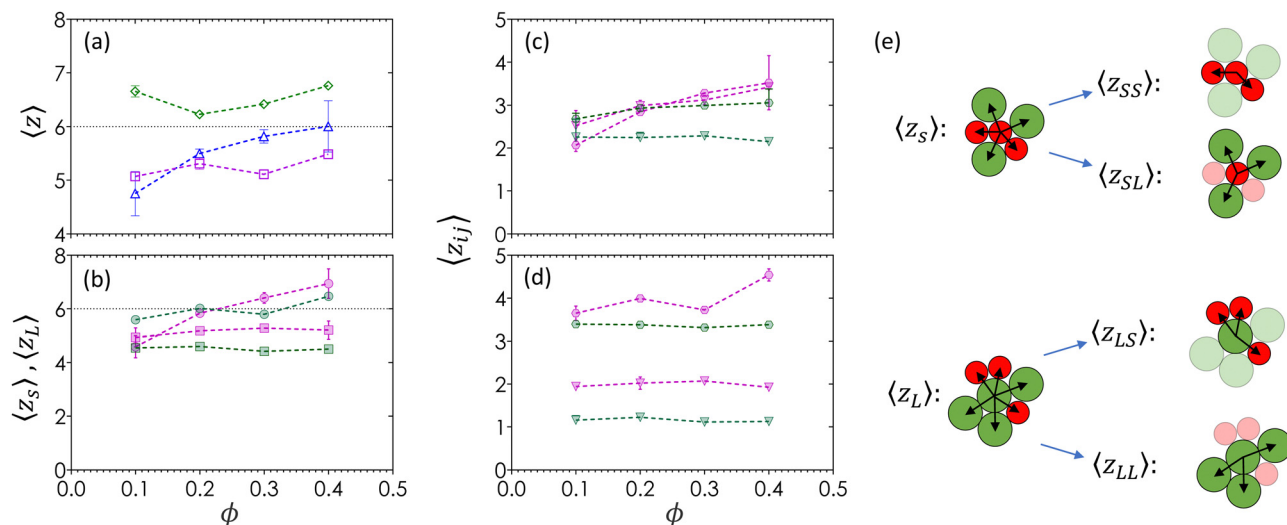 (a)
8
7
6
5
4
⟨z⟩
(b)
8
6
4
2
0
⟨z_s⟩, ⟨z_L⟩
0.0 0.1 0.2 0.3 0.4 0.5
ϕ
(c)
5
4
3
2
1
0
⟨z_ij⟩
(d)
5
4
3
2
1
0
0.0 0.1 0.2 0.3 0.4 0.5
ϕ
(e)
⟨z_S⟩:
⟨z_SS⟩:
⟨z_SL⟩:
⟨z_L⟩:
⟨z_LS⟩:
⟨z_LL⟩: